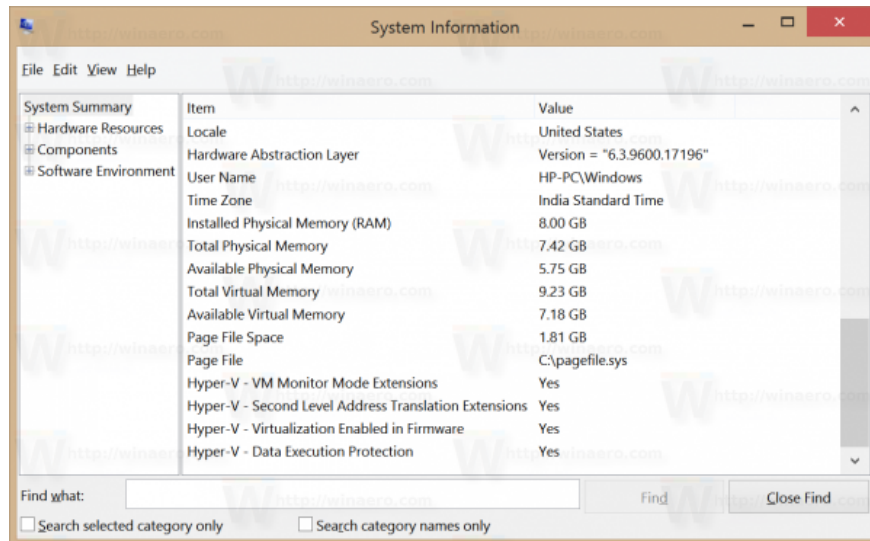 System Information
File Edit View Help
System Summary
Hardware Resources
Components
Software Environment
Item Value
Locale United States
Hardware Abstraction Layer Version = "6.3.9600.17196"
User Name HP-PC\Windows
Time Zone India Standard Time
Installed Physical Memory (RAM) 8.00 GB
Total Physical Memory 7.42 GB
Available Physical Memory 5.75 GB
Total Virtual Memory 9.23 GB
Available Virtual Memory 7.18 GB
Page File Space 1.81 GB
Page File C:\pagefile.sys
Hyper-V - VM Monitor Mode Extensions Yes
Hyper-V - Second Level Address Translation Extensions Yes
Hyper-V - Virtualization Enabled in Firmware Yes
Hyper-V - Data Execution Protection Yes
Find what: Find Close Find
Search selected category only Search category names only
W http://winaero.com